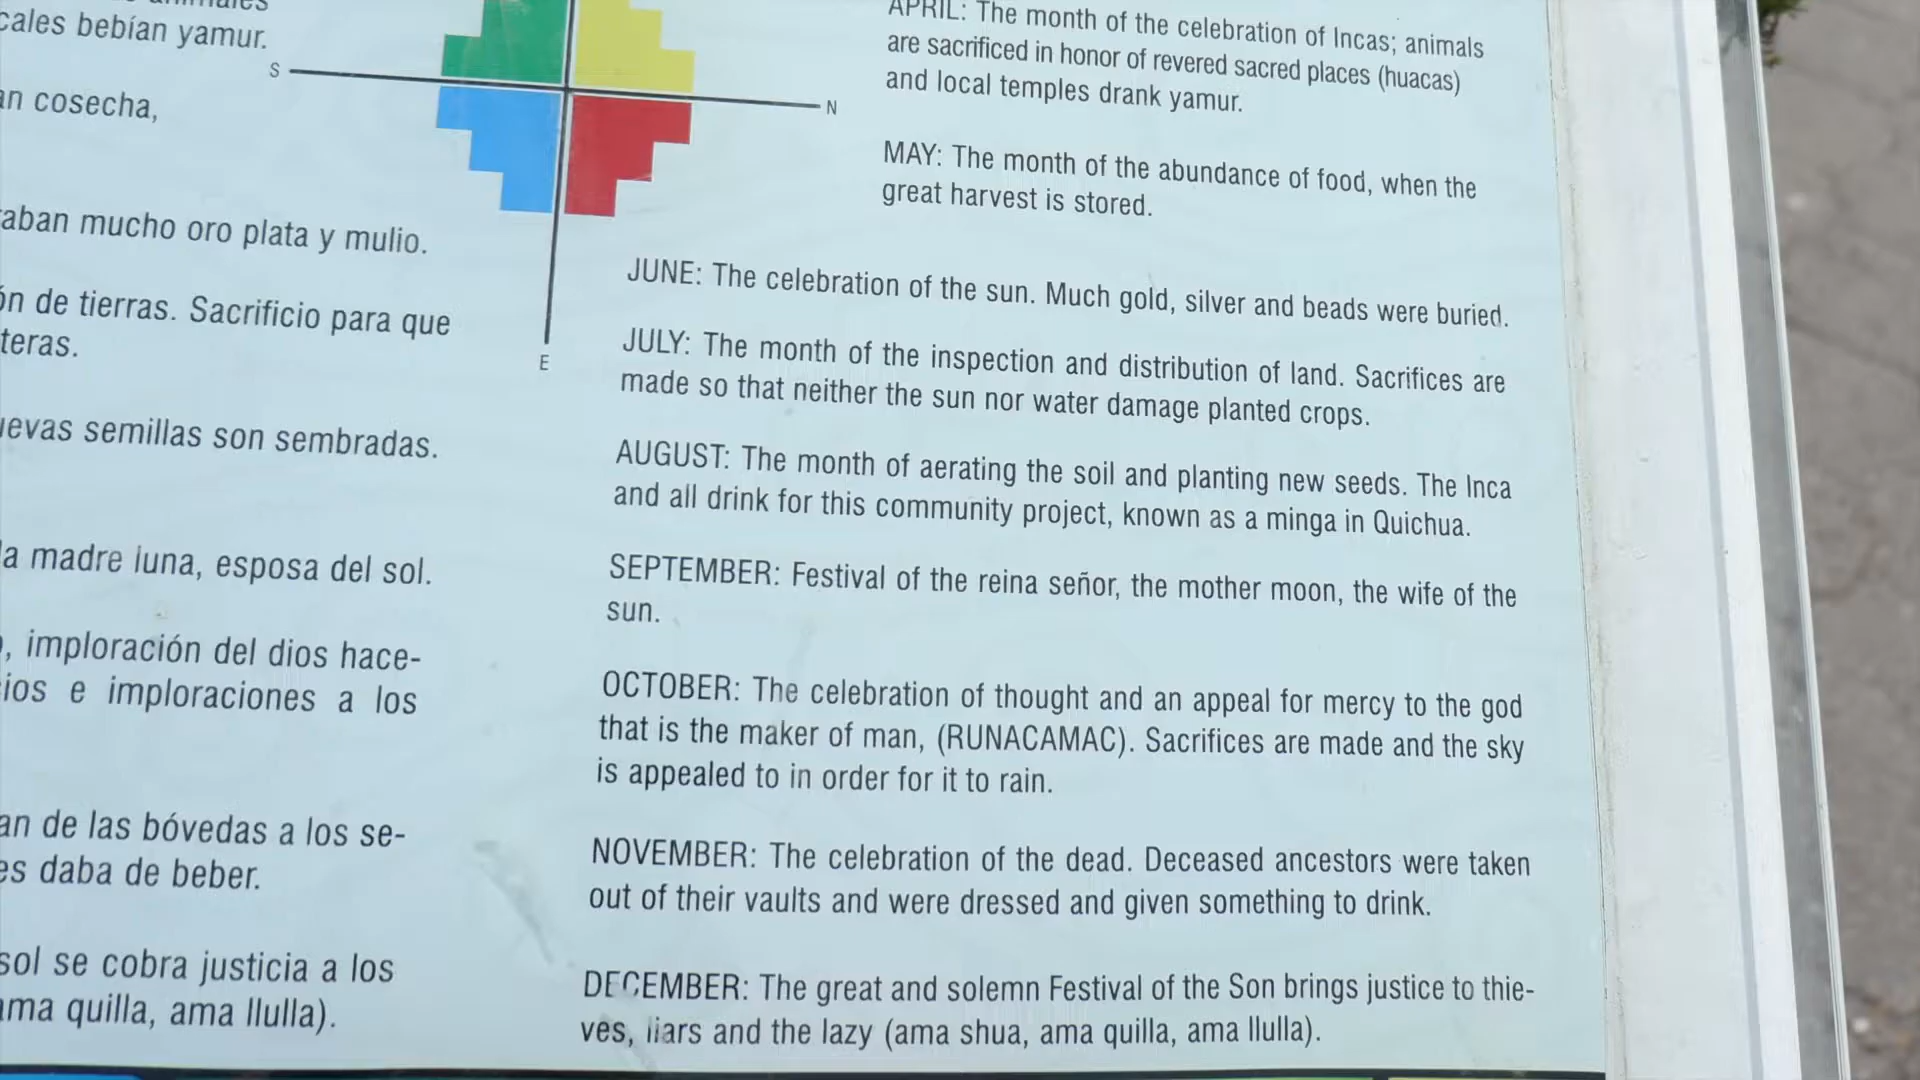 cales bebían yamur.
cosecha,
mucho oro plata y mulio.
de tierras. Sacrificio para que
semillas son sembradas.
madre luna, esposa del sol.
imploración del dios hace-
e imploraciones a los
de las bóvedas a los se-
daba de beber.
sol se cobra justicia a los
quilla, ama llulla).
S
N
E
APRIL: The month of the celebration of Incas; animals
are sacrificed in honor of revered sacred places (huacas)
and local temples drank yamur.
MAY: The month of the abundance of food, when the
great harvest is stored.
JUNE: The celebration of the sun. Much gold, silver and beads were buried.
JULY: The month of the inspection and distribution of land. Sacrifices are
made so that neither the sun nor water damage planted crops.
AUGUST: The month of aerating the soil and planting new seeds. The Inca
and all drink for this community project, known as a minga in Quichua.
SEPTEMBER: Festival of the reina señor, the mother moon, the wife of the
sun.
OCTOBER: The celebration of thought and an appeal for mercy to the god
that is the maker of man, (RUNACAMAC). Sacrifices are made and the sky
is appealed to in order for it to rain.
NOVEMBER: The celebration of the dead. Deceased ancestors were taken
out of their vaults and were dressed and given something to drink.
DECEMBER: The great and solemn Festival of the Son brings justice to thie-
ves, liars and the lazy (ama shua, ama quilla, ama llulla).